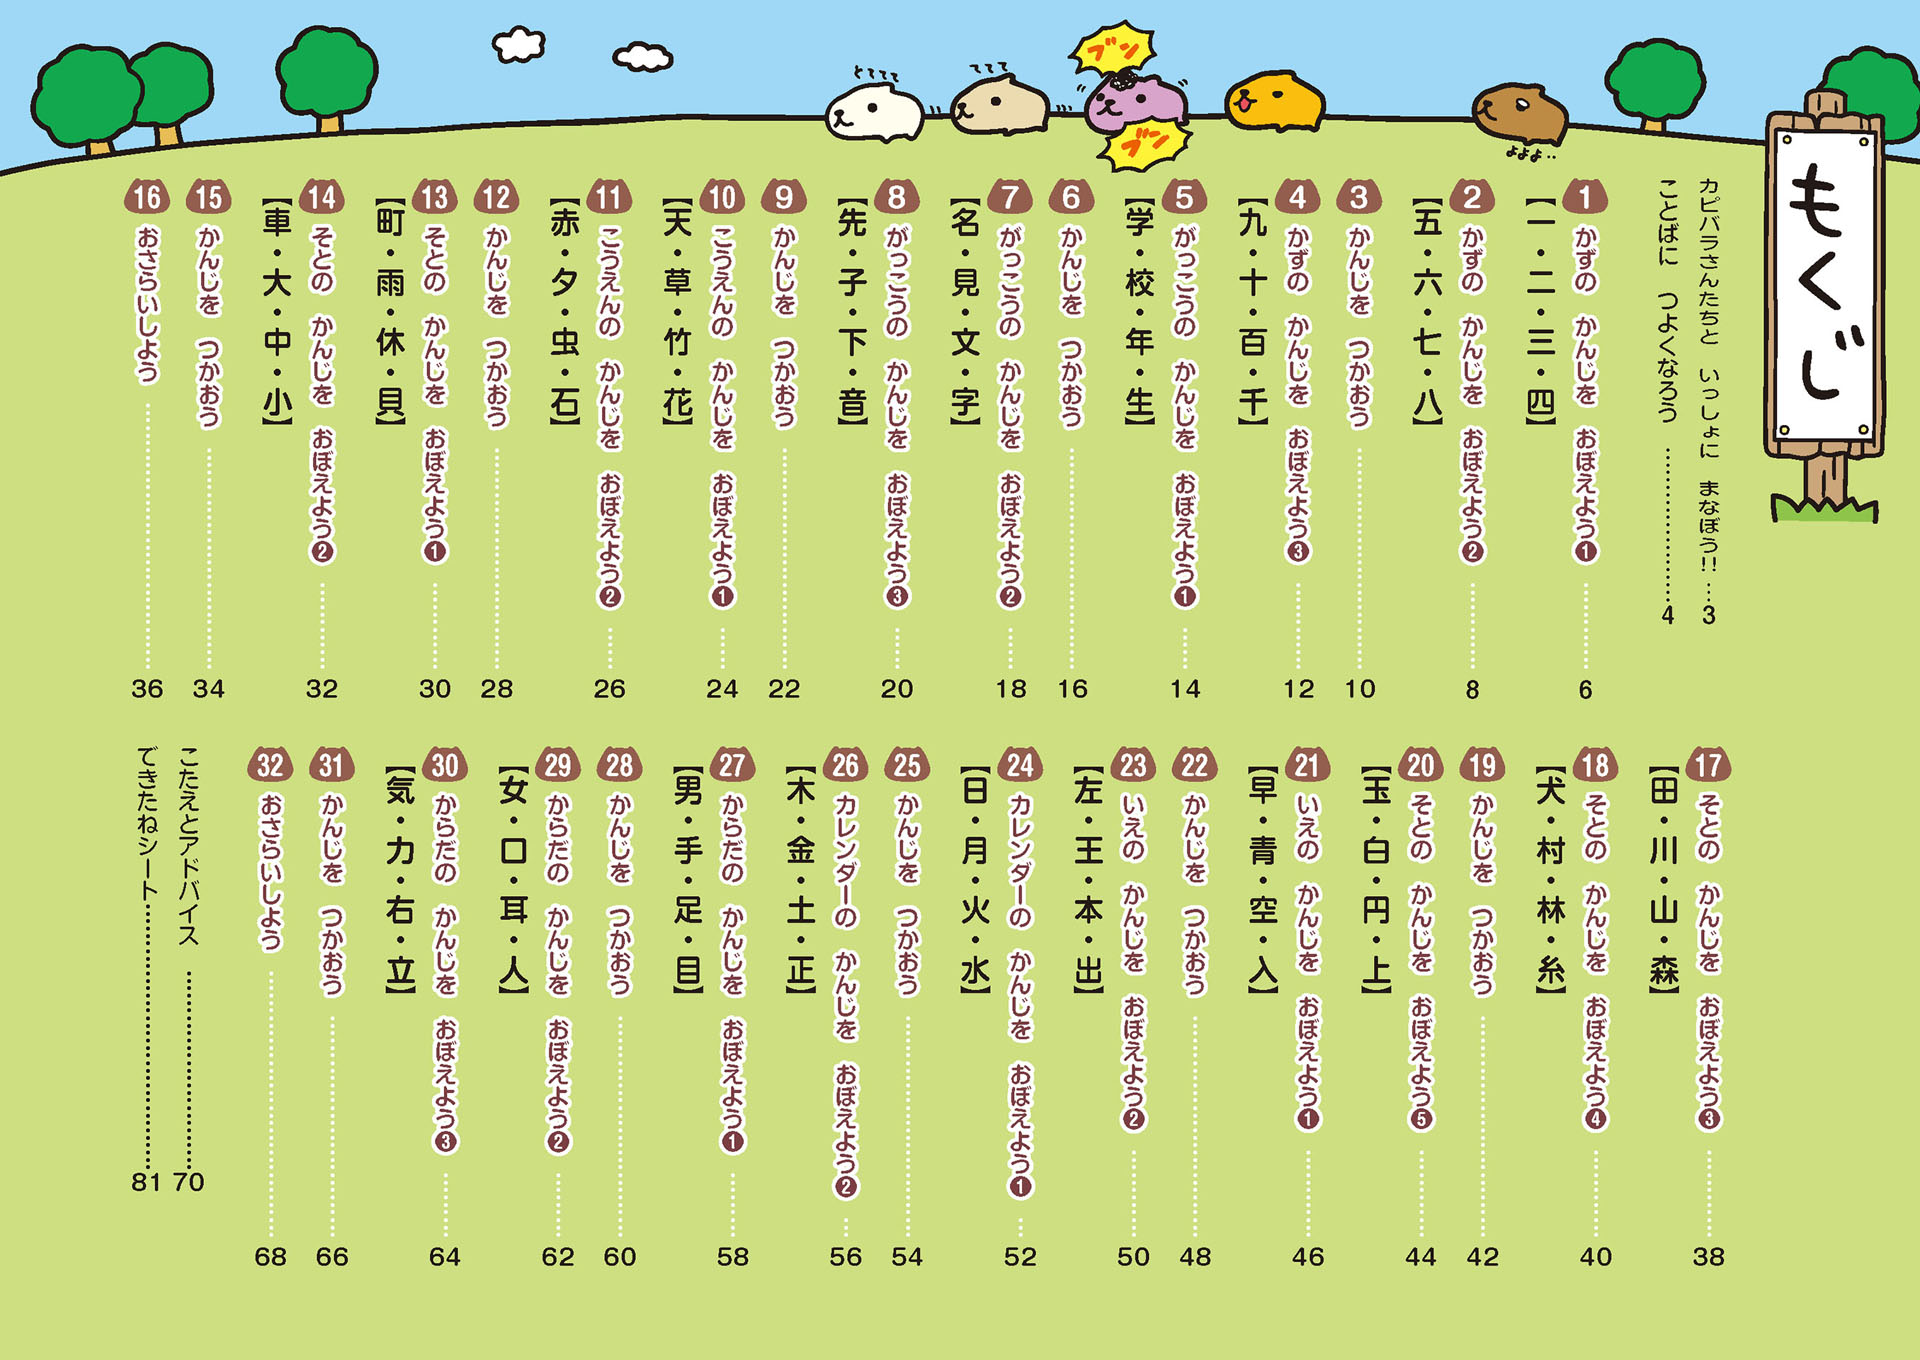 もくじ
カピバラさんたちと いっしょに まなぼう!! … 3
ことばに つよくなろう … 4
1 かずの かんじを おぼえよう❶ … 6
【一・二・三・四】
2 かずの かんじを おぼえよう❷ … 8
【五・六・七・八】
3 かんじを つかおう … 10
4 かずの かんじを おぼえよう❸ … 12
【九・十・百・千】
5 がっこうの かんじを おぼえよう❶ … 14
【学・校・年・生】
6 かんじを つかおう … 16
7 がっこうの かんじを おぼえよう❷ … 18
【名・見・文・字】
8 がっこうの かんじを おぼえよう❸ … 20
【先・子・下・音】
9 かんじを つかおう … 22
10 こうえんの かんじを おぼえよう❶ … 24
【天・草・竹・花】
11 こうえんの かんじを おぼえよう❷ … 26
【赤・夕・虫・石】
12 かんじを つかおう … 28
13 そとの かんじを おぼえよう❶ … 30
【町・雨・休・貝】
14 そとの かんじを おぼえよう❷ … 32
【車・大・中・小】
15 かんじを つかおう … 34
16 おさらいしよう … 36
17 そとの かんじを おぼえよう❸ … 38
【田・川・山・森】
18 そとの かんじを おぼえよう❹ … 40
【犬・村・林・糸】
19 かんじを つかおう … 42
20 そとの かんじを おぼえよう❺ … 44
【玉・白・円・上】
21 いえの かんじを おぼえよう❶ … 46
【早・青・空・入】
22 かんじを つかおう … 48
23 いえの かんじを おぼえよう❷ … 50
【左・王・本・出】
24 カレンダーの かんじを おぼえよう❶ … 52
【日・月・火・水】
25 かんじを つかおう … 54
26 カレンダーの かんじを おぼえよう❷ … 56
【木・金・土・正】
27 からだの かんじを おぼえよう❶ … 58
【男・手・足・目】
28 かんじを つかおう … 60
29 からだの かんじを おぼえよう❷ … 62
【女・口・耳・人】
30 からだの かんじを おぼえよう❸ … 64
【気・力・右・立】
31 かんじを つかおう … 66
32 おさらいしよう … 68
こたえとアドバイス … 70
できたねシート … 81
とててて
ててて
ブン
ブン
よよよ‥